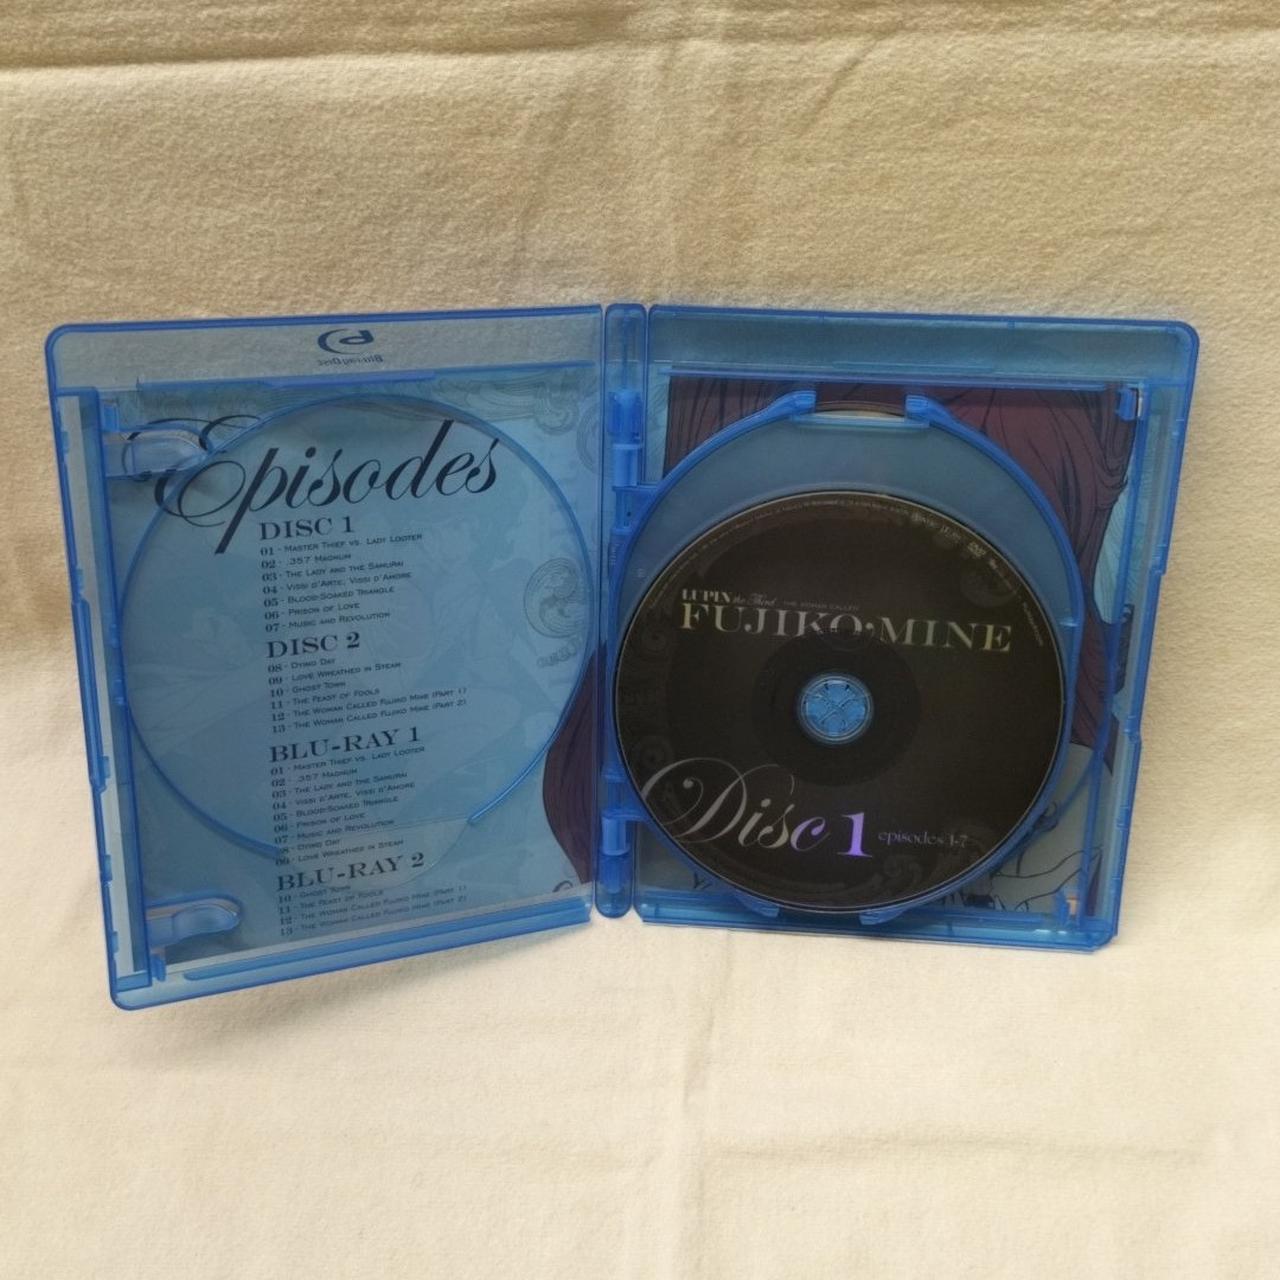 Blu-ray Disc
Episodes
DISC 1
01 - Master Thief vs. Lady Looter
02 - .357 Magnum
03 - The Lady and the Samurai
04 - Vissi d'Arte, Vissi d'Amore
05 - Blood-Soaked Triangle
06 - Prison of Love
07 - Music and Revolution
DISC 2
08 - Dying Day
09 - Love Wreathed in Steam
10 - Ghost Town
11 - The Feast of Fools
12 - The Woman Called Fujiko Mine (Part 1)
13 - The Woman Called Fujiko Mine (Part 2)
BLU-RAY 1
01 - Master Thief vs. Lady Looter
02 - .357 Magnum
03 - The Lady and the Samurai
04 - Vissi d'Arte, Vissi d'Amore
05 - Blood-Soaked Triangle
06 - Prison of Love
07 - Music and Revolution
08 - Dying Day
09 - Love Wreathed in Steam
BLU-RAY 2
10 - Ghost Town
11 - The Feast of Fools
12 - The Woman Called Fujiko Mine (Part 1)
13 - The Woman Called Fujiko Mine (Part 2)
LUPIN the Third THE WOMAN CALLED
FUJIKO MINE
Disc 1 episodes 1-7